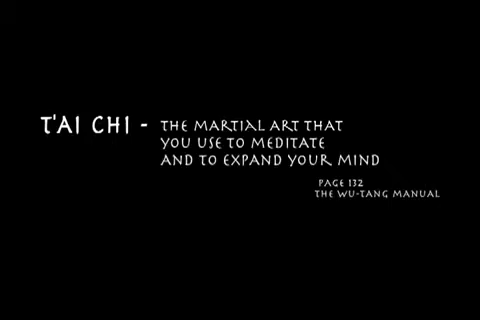 T'AI CHI - THE MARTIAL ART THAT
YOU USE TO MEDITATE
AND TO EXPAND YOUR MIND
PAGE 132
THE WU-TANG MANUAL